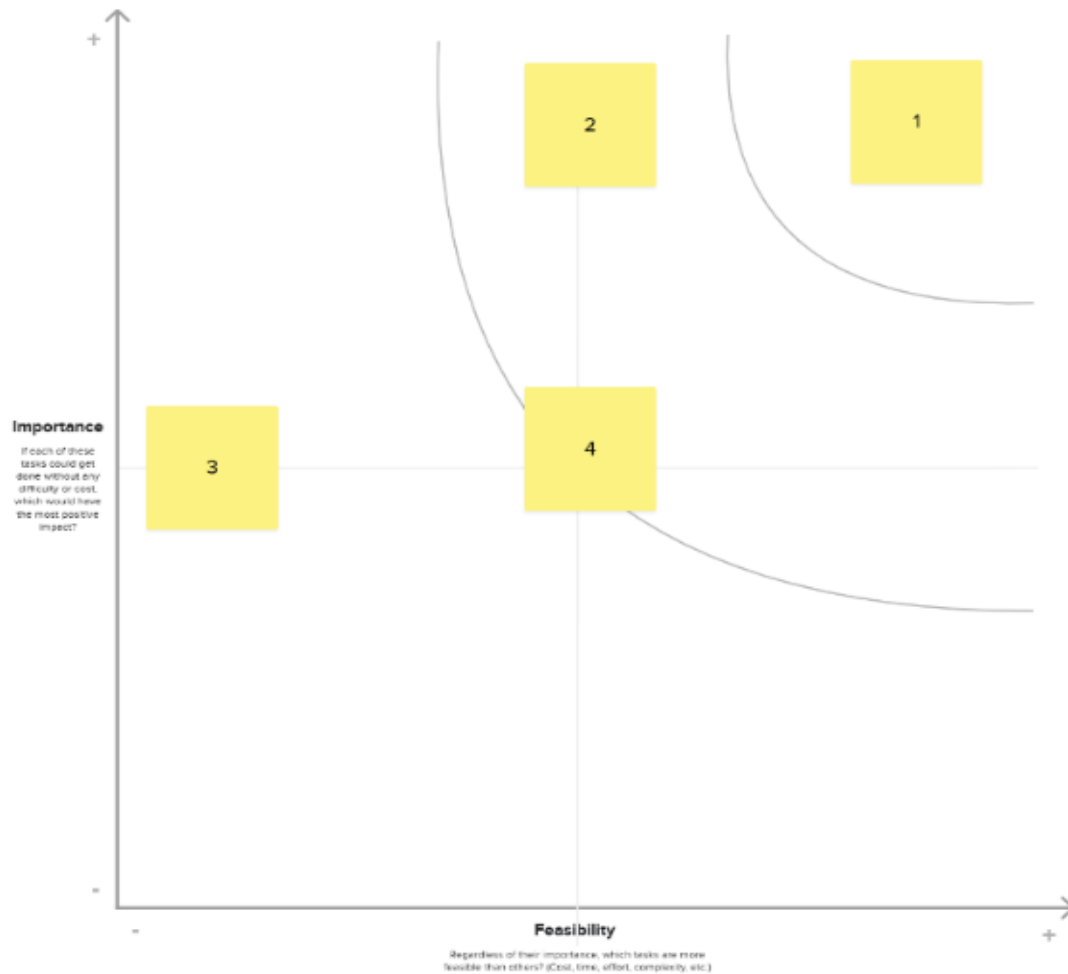 +
2
1
Importance
If each of these
tasks could get
done without any
difficulty or cost,
which would have
the most positive
impact?
3
4
-
-
Feasibility
+
Regardless of their importance, which tasks are more
feasible than others? (Cost, time, effort, complexity, etc.)